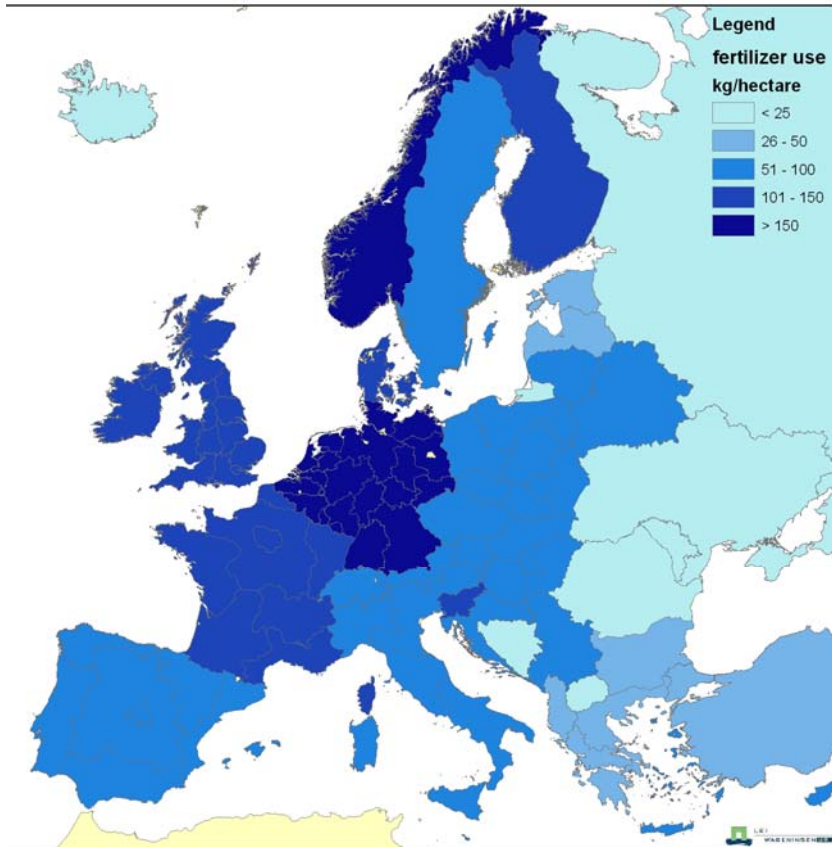 Legend
fertilizer use
kg/hectare
< 25
26 - 50
51 - 100
101 - 150
> 150
LEI